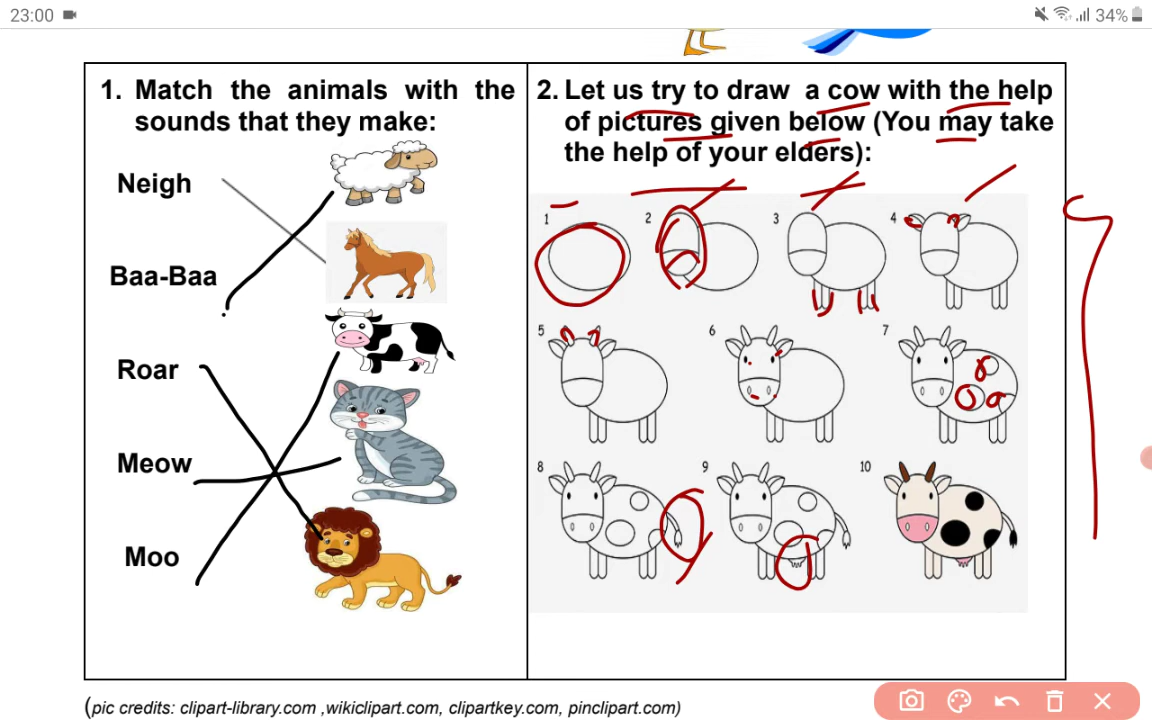 23:00
34%
1. Match the animals with the
sounds that they make:
Neigh
Baa-Baa
Roar
Meow
Moo
2. Let us try to draw a cow with the help
of pictures given below (You may take
the help of your elders):
1 2 3 4
5 6 7
8 9 10
(pic credits: clipart-library.com ,wikiclipart.com, clipartkey.com, pinclipart.com)